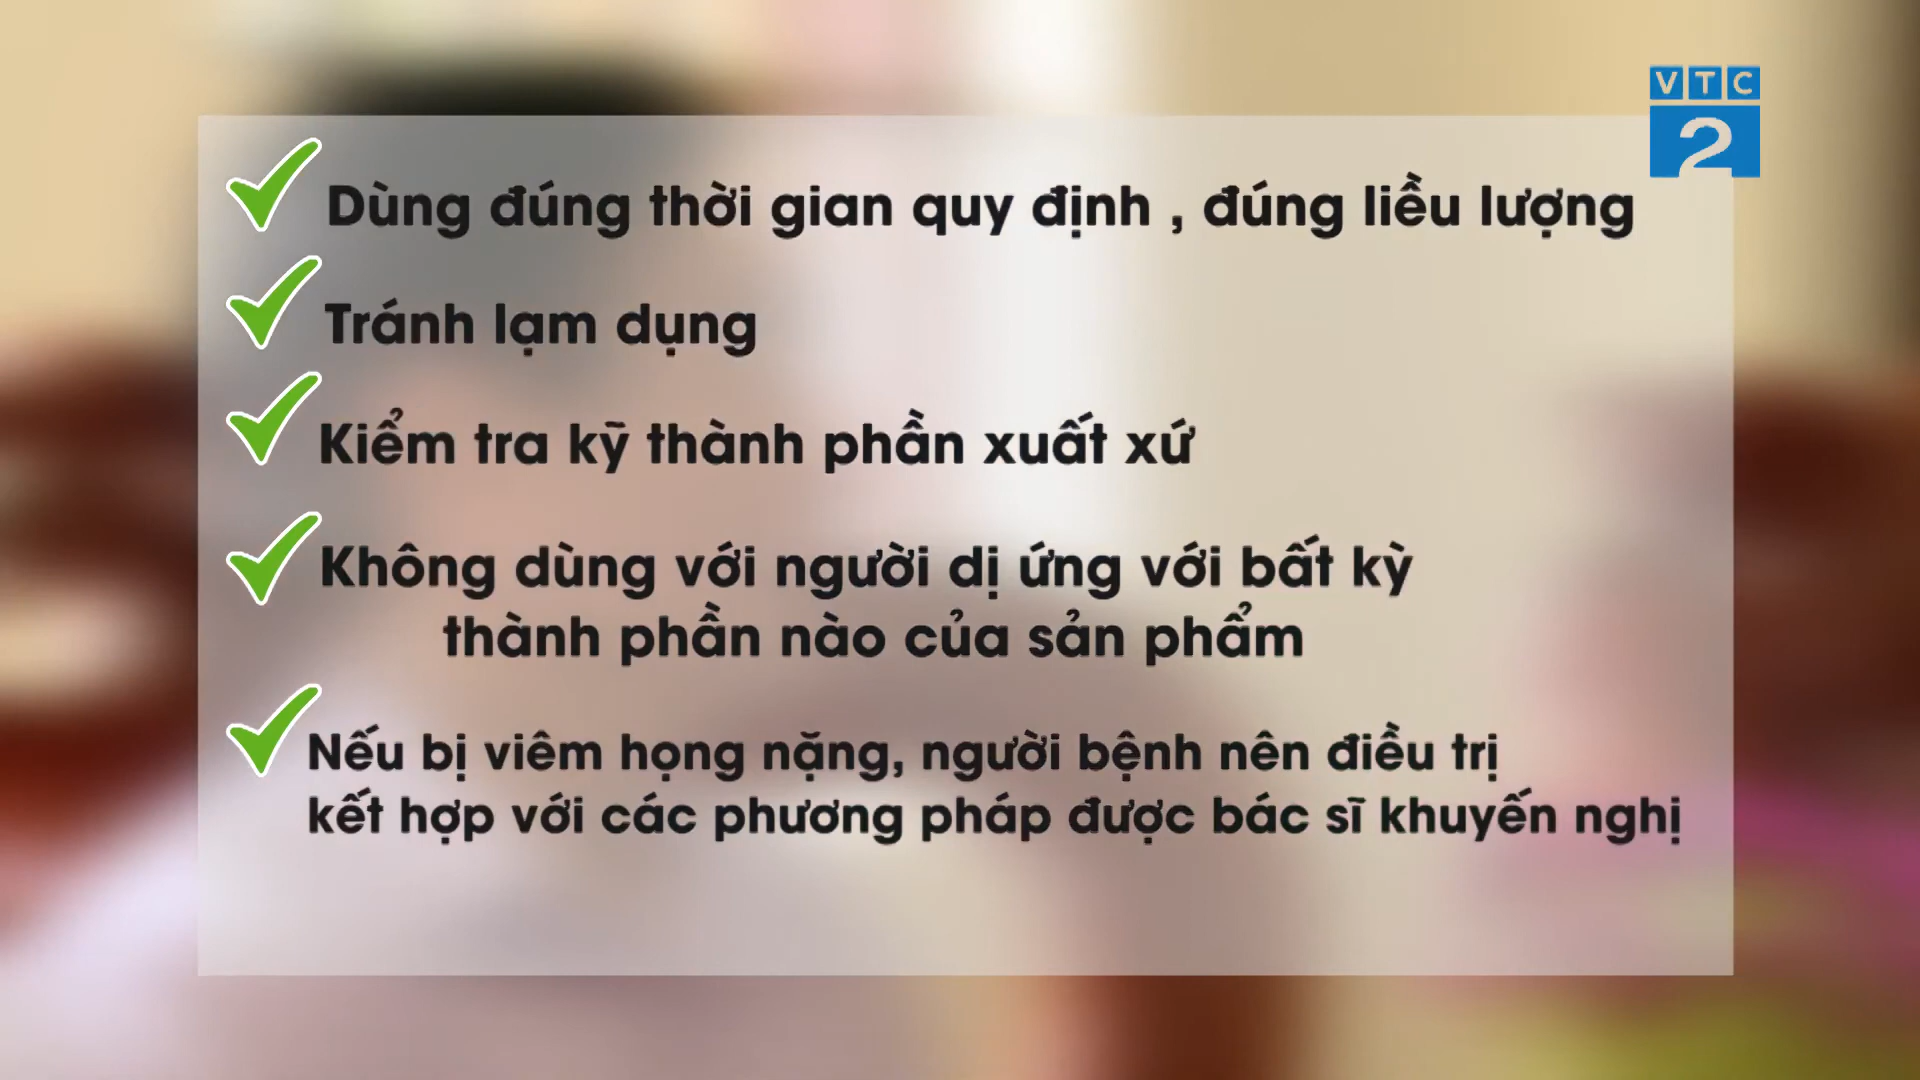 VTC
2
Dùng đúng thời gian quy định , đúng liều lượng
Tránh lạm dụng
Kiểm tra kỹ thành phần xuất xứ
Không dùng với người dị ứng với bất kỳ
thành phần nào của sản phẩm
Nếu bị viêm họng nặng, người bệnh nên điều trị
kết hợp với các phương pháp được bác sĩ khuyến nghị